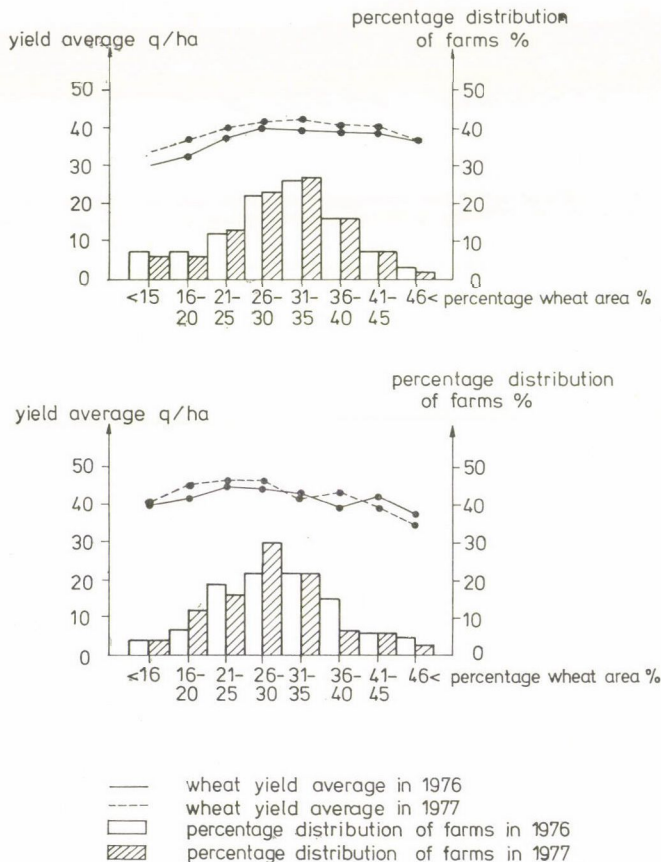 percentage distribution
of farms %
yield average q/ha
50 50
40 40
30 30
20 20
10 10
0 0
<15 16- 21- 26- 31- 36- 41- 46< percentage wheat area %
20 25 30 35 40 45
percentage distribution
of farms %
yield average q/ha
50 50
40 40
30 30
20 20
10 10
0 0
<16 16- 21- 26- 31- 36- 41- 46< percentage wheat area %
20 25 30 35 40 45
wheat yield average in 1976
wheat yield average in 1977
percentage distribution of farms in 1976
percentage distribution of farms in 1977